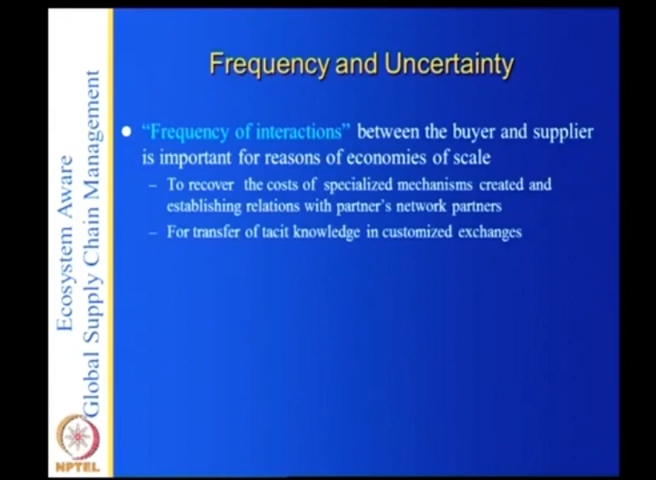 Frequency and Uncertainty
"Frequency of interactions" between the buyer and supplier
is important for reasons of economies of scale
– To recover the costs of specialized mechanisms created and
establishing relations with partner's network partners
– For transfer of tacit knowledge in customized exchanges
Ecosystem Aware
Global Supply Chain Management
NPTEL